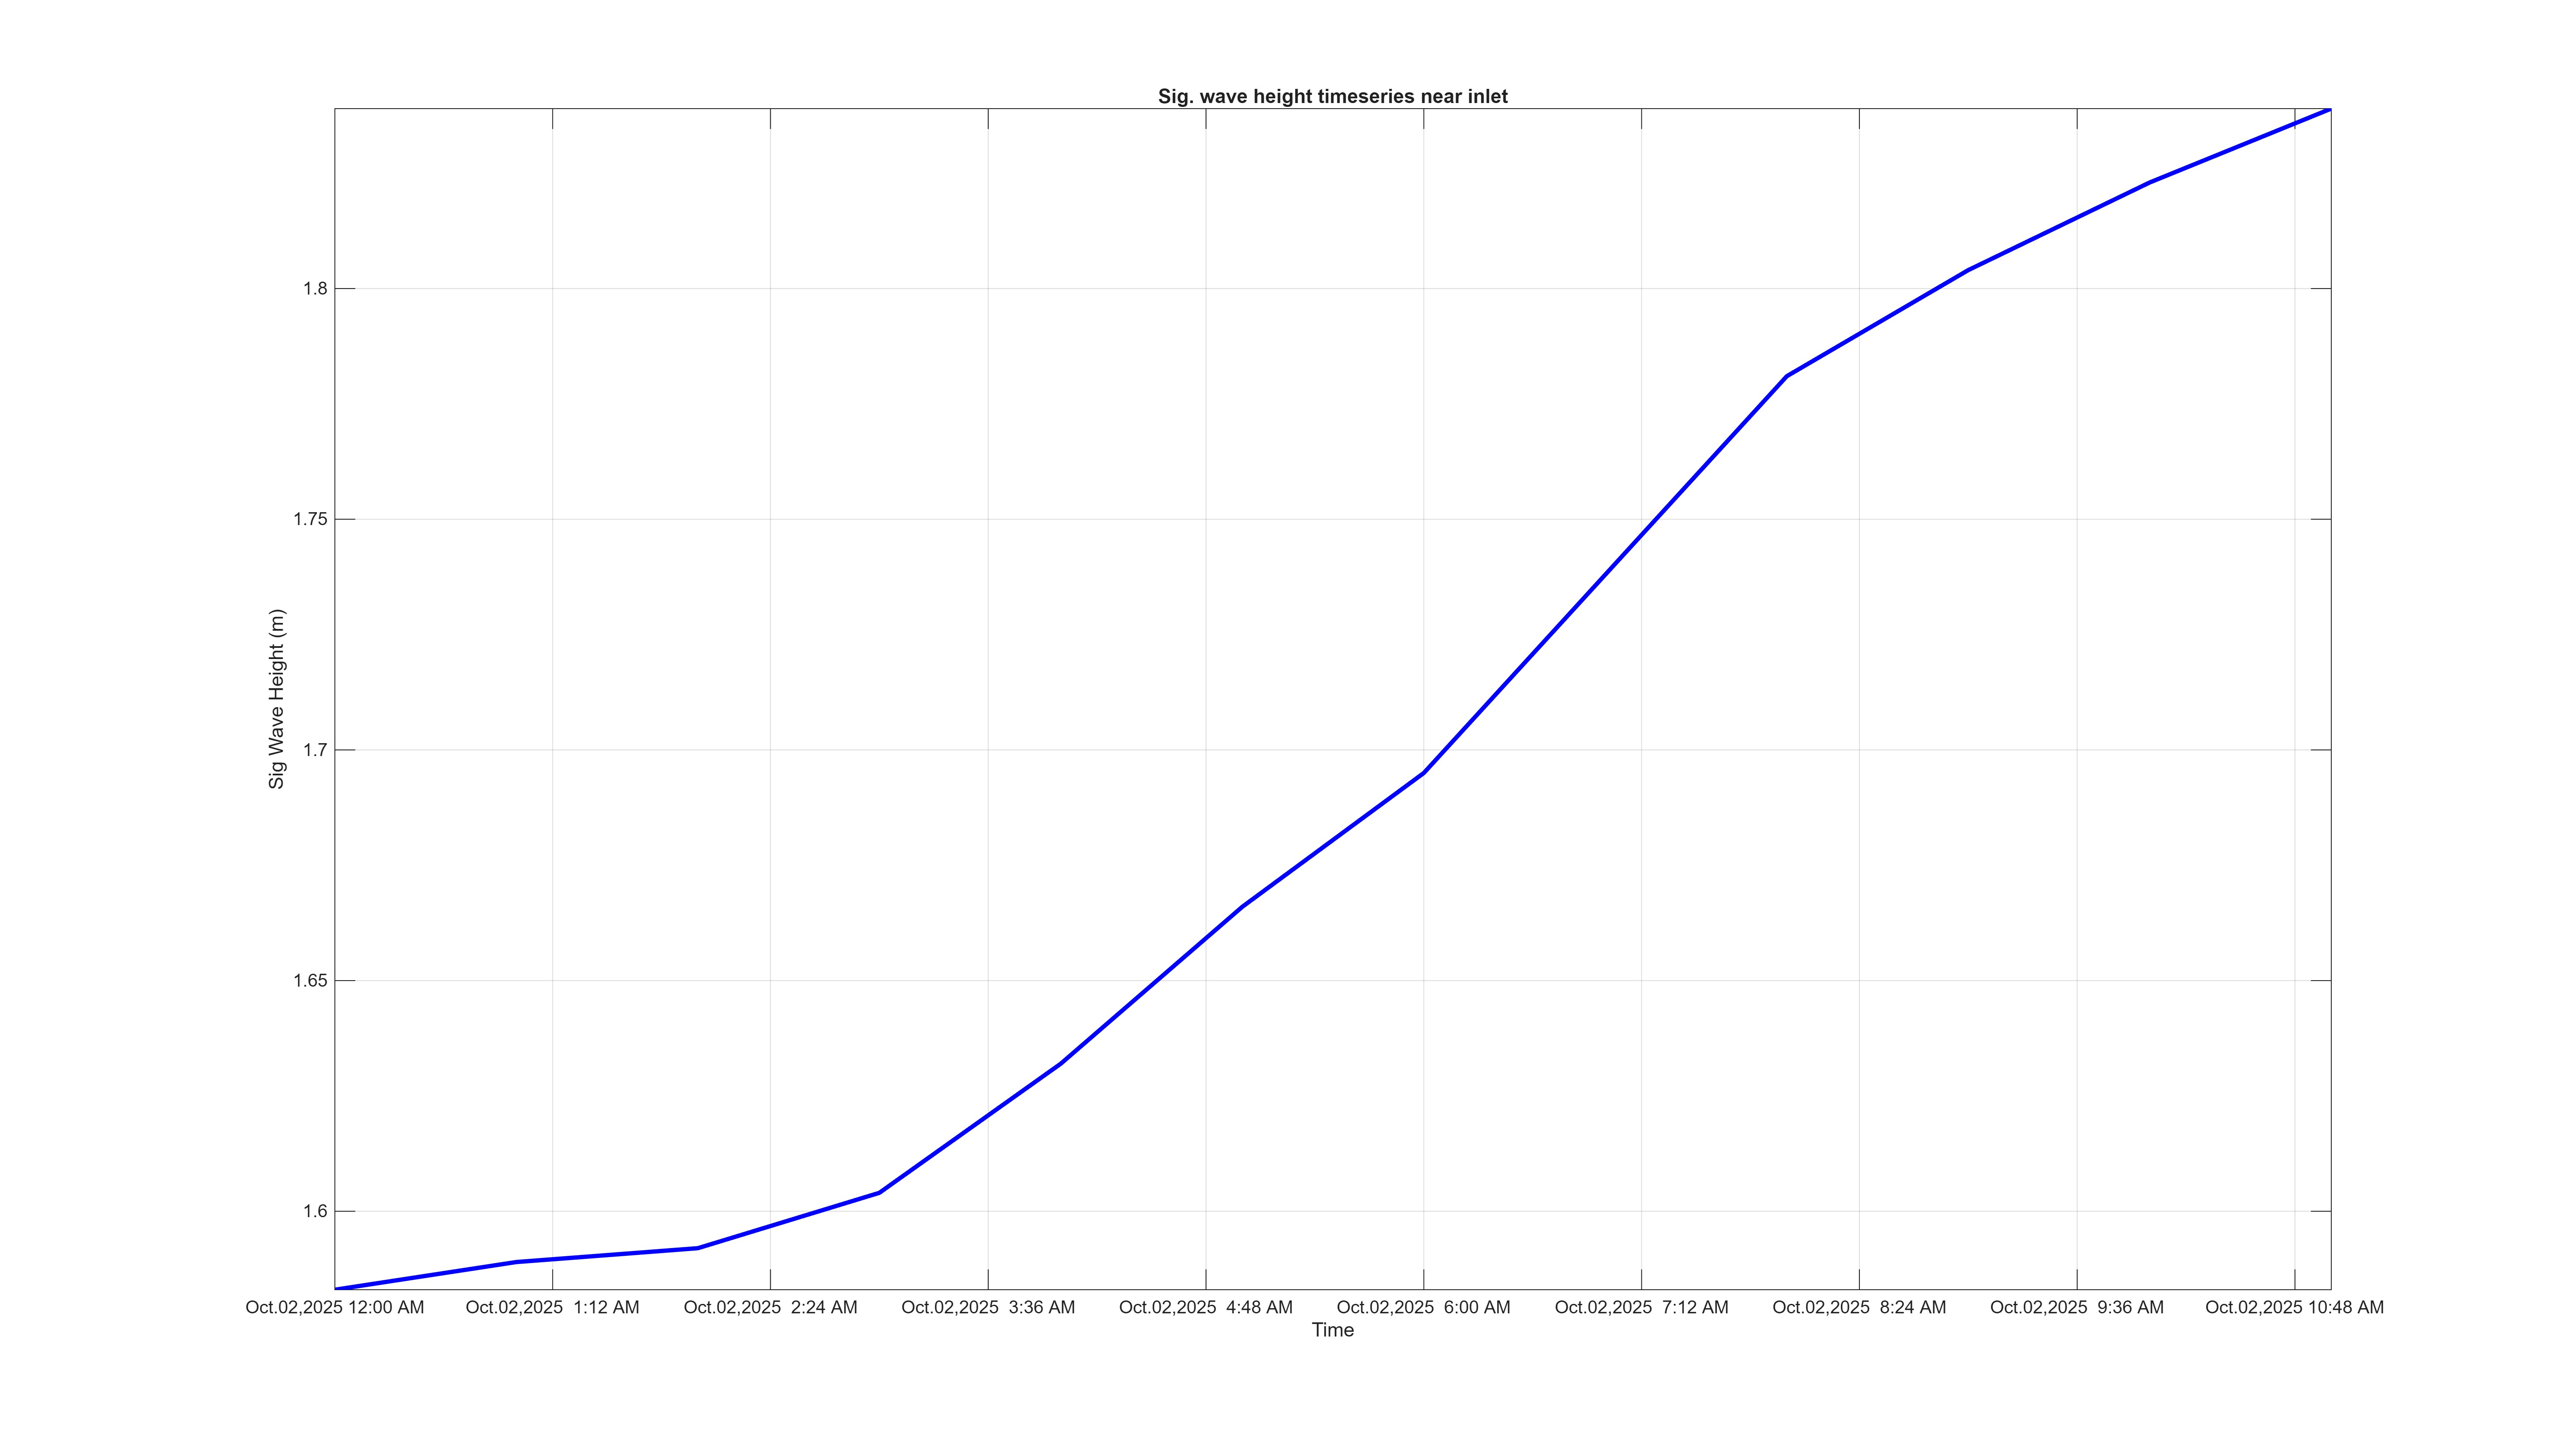 Sig. wave height timeseries near inlet
1.8
1.75
1.7
1.65
1.6
Sig Wave Height (m)
Oct.02,2025 12:00 AM
Oct.02,2025  1:12 AM
Oct.02,2025  2:24 AM
Oct.02,2025  3:36 AM
Oct.02,2025  4:48 AM
Oct.02,2025  6:00 AM
Oct.02,2025  7:12 AM
Oct.02,2025  8:24 AM
Oct.02,2025  9:36 AM
Oct.02,2025 10:48 AM
Time